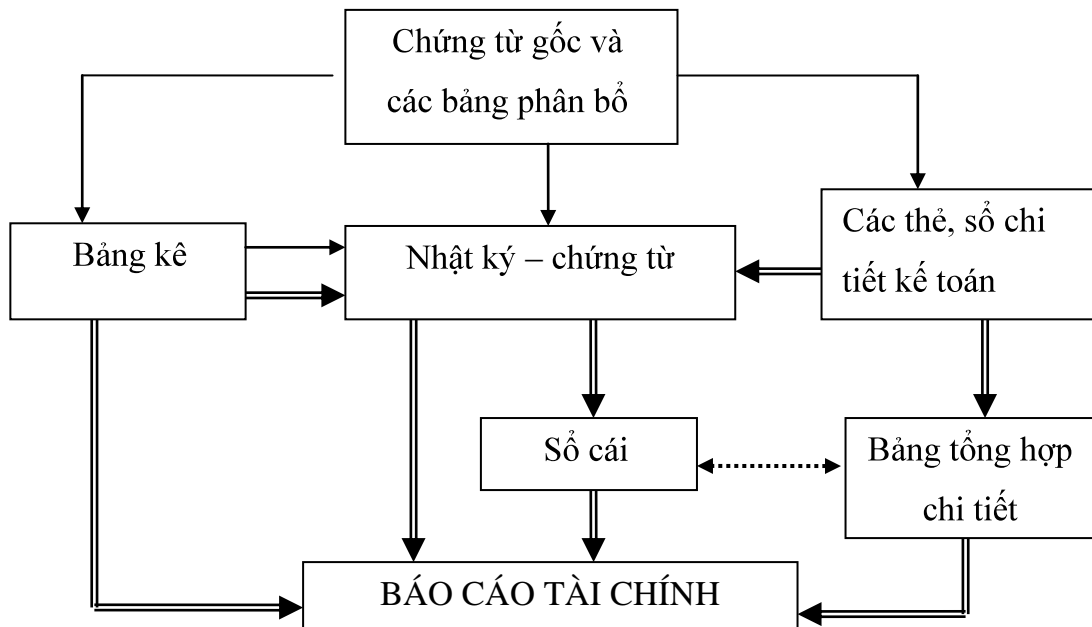 Chứng từ gốc và
các bảng phân bổ
Bảng kê
Nhật ký – chứng từ
Các thẻ, sổ chi
tiết kế toán
Sổ cái
Bảng tổng hợp
chi tiết
BÁO CÁO TÀI CHÍNH